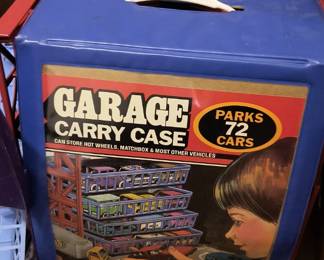 GARAGE
CARRY CASE
CAN STORE HOT WHEELS, MATCHBOX & MOST OTHER VEHICLES
PARKS
72
CARS